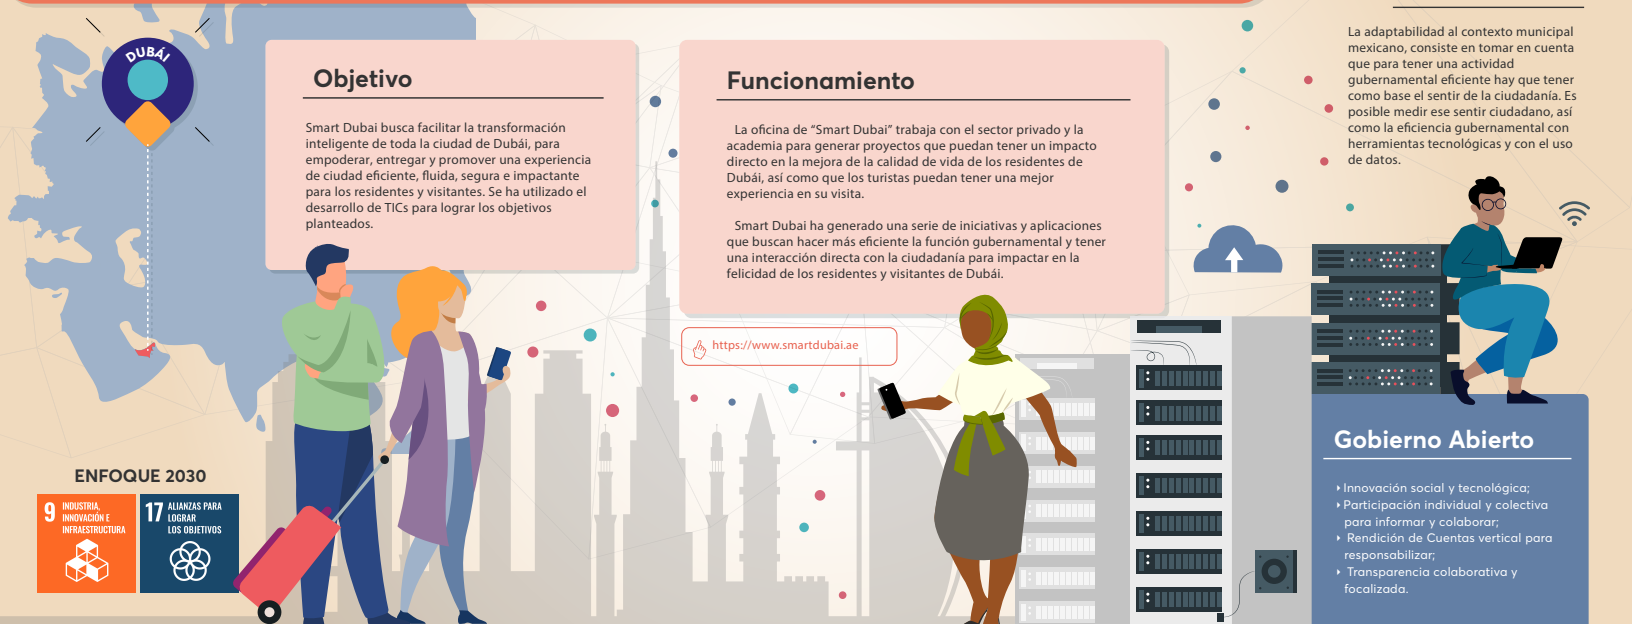 DUBÁI
Objetivo
Smart Dubai busca facilitar la transformación
inteligente de toda la ciudad de Dubái, para
empoderar, entregar y promover una experiencia
de ciudad eficiente, fluida, segura e impactante
para los residentes y visitantes. Se ha utilizado el
desarrollo de TICs para lograr los objetivos
planteados.
Funcionamiento
La oficina de “Smart Dubai” trabaja con el sector privado y la
academia para generar proyectos que puedan tener un impacto
directo en la mejora de la calidad de vida de los residentes de
Dubái, así como que los turistas puedan tener una mejor
experiencia en su visita.
Smart Dubai ha generado una serie de iniciativas y aplicaciones
que buscan hacer más eficiente la función gubernamental y tener
una interacción directa con la ciudadanía para impactar en la
felicidad de los residentes y visitantes de Dubái.
https://www.smartdubai.ae
La adaptabilidad al contexto municipal
mexicano, consiste en tomar en cuenta
que para tener una actividad
gubernamental eficiente hay que tener
como base el sentir de la ciudadanía. Es
posible medir ese sentir ciudadano, así
como la eficiencia gubernamental con
herramientas tecnológicas y con el uso
de datos.
ENFOQUE 2030
9 INDUSTRIA,
INNOVACIÓN E
INFRAESTRUCTURA
17 ALIANZAS PARA
LOGRAR
LOS OBJETIVOS
Gobierno Abierto
Innovación social y tecnológica;
Participación individual y colectiva
para informar y colaborar;
Rendición de Cuentas vertical para
responsabilizar;
Transparencia colaborativa y
focalizada.